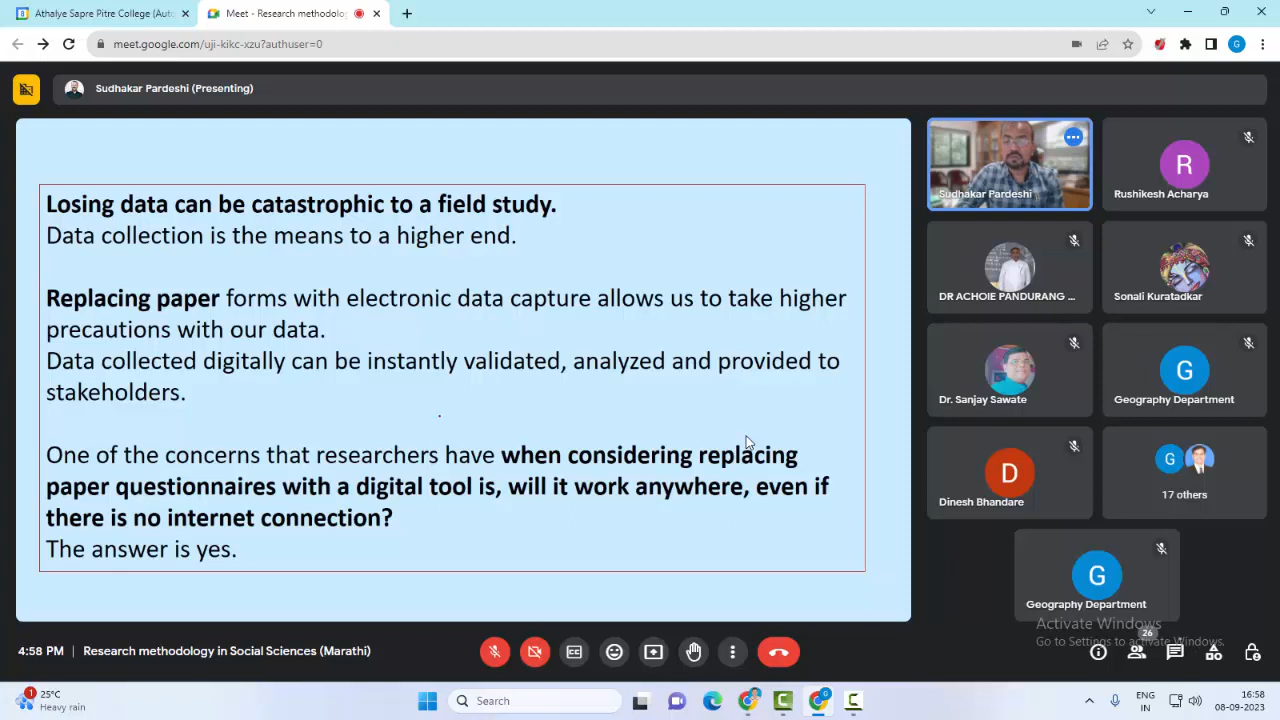 Athalye Sapre Pitre College (Auto
Meet - Research methodolo
meet.google.com/uji-kikc-xzu?authuser=0
G
Sudhakar Pardeshi (Presenting)
Losing data can be catastrophic to a field study.
Data collection is the means to a higher end.
Replacing paper forms with electronic data capture allows us to take higher
precautions with our data.
Data collected digitally can be instantly validated, analyzed and provided to
stakeholders.
One of the concerns that researchers have when considering replacing
paper questionnaires with a digital tool is, will it work anywhere, even if
there is no internet connection?
The answer is yes.
Sudhakar Pardeshi
R
Rushikesh Acharya
DR ACHOIE PANDURANG ...
Sonali Kuratadkar
Dr. Sanjay Sawate
G
Geography Department
D
Dinesh Bhandare
G
17 others
G
Geography Department
Activate Windows
Go to Settings to activate Windows.
26
4:58 PM | Research methodology in Social Sciences (Marathi)
1
25°C
Heavy rain
Search
G
ENG
IN
16:58
08-09-2023